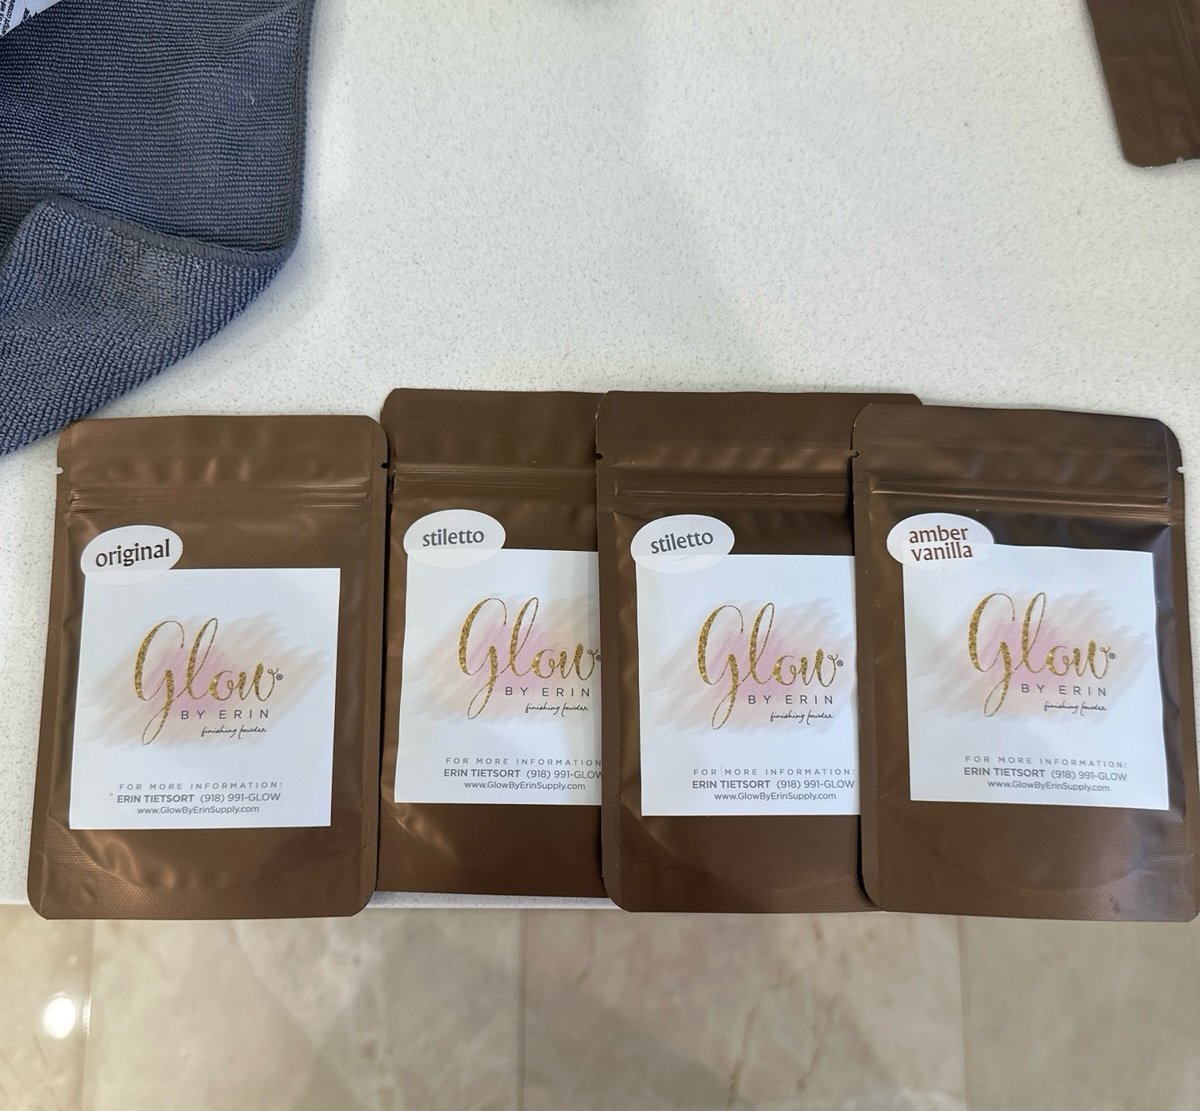 original
Glow®
BY ERIN
finishing powder
FOR MORE INFORMATION:
ERIN TIETSORT (918) 991-GLOW
www.GlowByErinSupply.com
stiletto
Glow®
BY ERIN
finishing powder
FOR MORE INFORMATION:
ERIN TIETSORT (918) 991-GLOW
www.GlowByErinSupply.com
stiletto
Glow®
BY ERIN
finishing powder
FOR MORE INFORMATION:
ERIN TIETSORT (918) 991-GLOW
www.GlowByErinSupply.com
amber
vanilla
Glow®
BY ERIN
finishing powder
FOR MORE INFORMATION:
ERIN TIETSORT (918) 991-GLOW
www.GlowByErinSupply.com